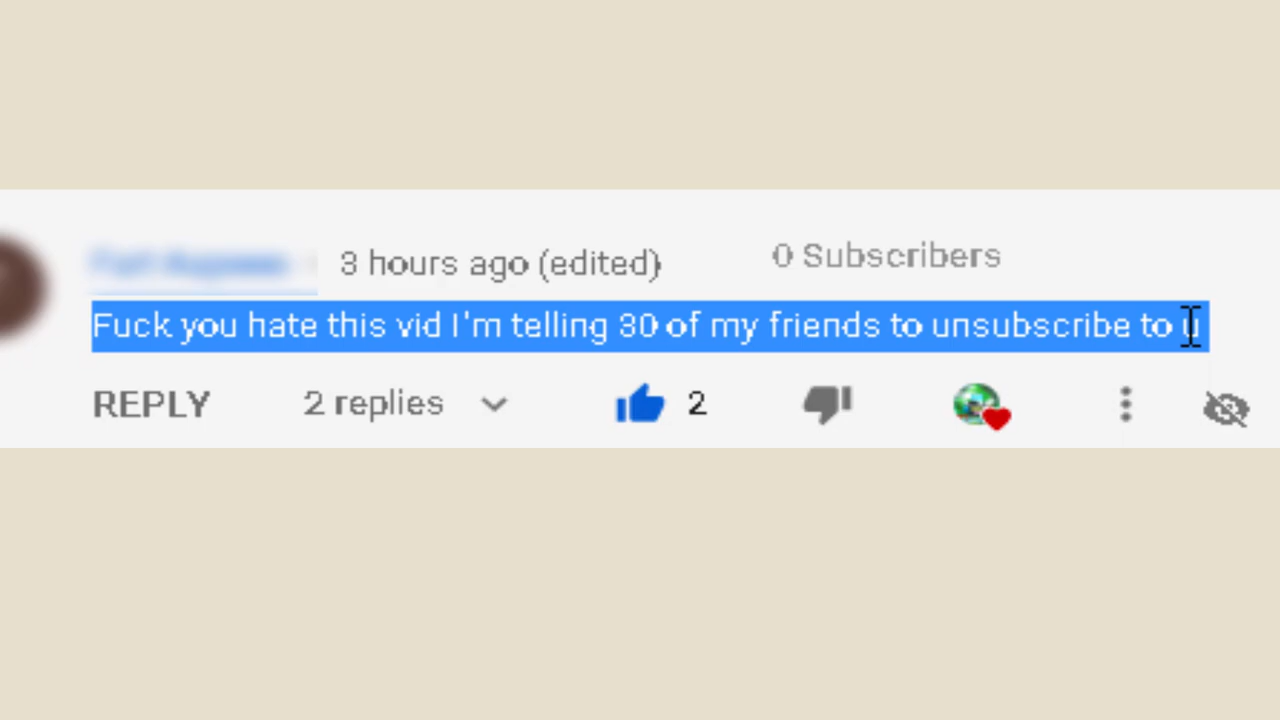 3 hours ago (edited) 0 Subscribers
Fuck you hate this vid I'm telling 30 of my friends to unsubscribe to u
REPLY 2 replies 2